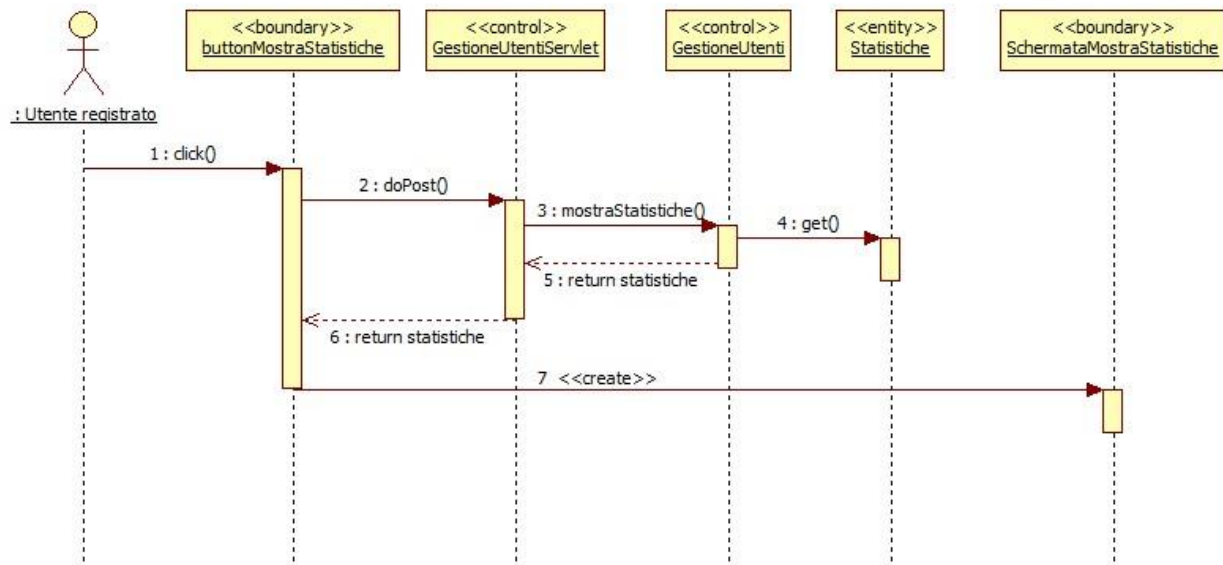 <<boundary>>
buttonMostraStatistiche
<<control>>
GestioneUtentiServlet
<<control>>
GestioneUtenti
<<entity>>
Statistiche
<<boundary>>
SchermataMostraStatistiche
: Utente registrato
1 : click()
2 : doPost()
3 : mostraStatistiche()
4 : get()
5 : return statistiche
6 : return statistiche
7 <<create>>